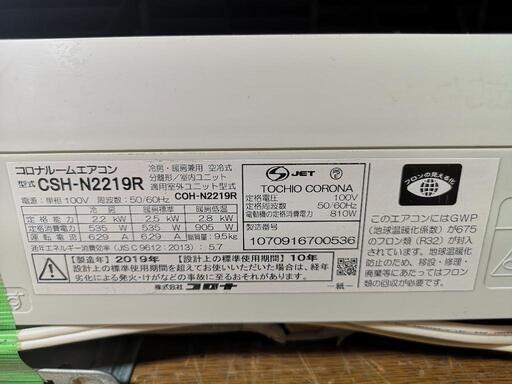 コロナルームエアコン
型式 CSH-N2219R
冷房・暖房兼用 空冷式
分離形／室内ユニット
適用室外ユニット型式
電源：単相100V 周波数：50/60Hz COH-N2219R
冷房 暖房標準 暖房低温
定格能力 2.2 kW 2.5 kW 2.8 kW
定格消費電力 535 W 535 W 905 W
運転電流 6.29 A 6.29 A 総質量：9.5kg
通年エネルギー消費効率 (JIS C 9612：2013)：5.7
S JET PS E
TOCHIO CORONA
定格電圧 100V
定格周波数 50/60Hz
電動機の定格消費電力 810W
製造番号
1070916700536
【製造年】2019年 【設計上の標準使用期間】10年
設計上の標準使用期間を超えてお使いいただいた場合は、経年
劣化による発火・けがなどの事故に至るおそれがあります。
株式会社 コロナ
―紙―
フロンの見える化
このエアコンにはGWP
(地球温暖化係数) が675
のフロン類 (R32) が封入
されています。地球温暖化
防止のため、移設・修理・
廃棄等にあたってはフロン
類の回収が必要です。